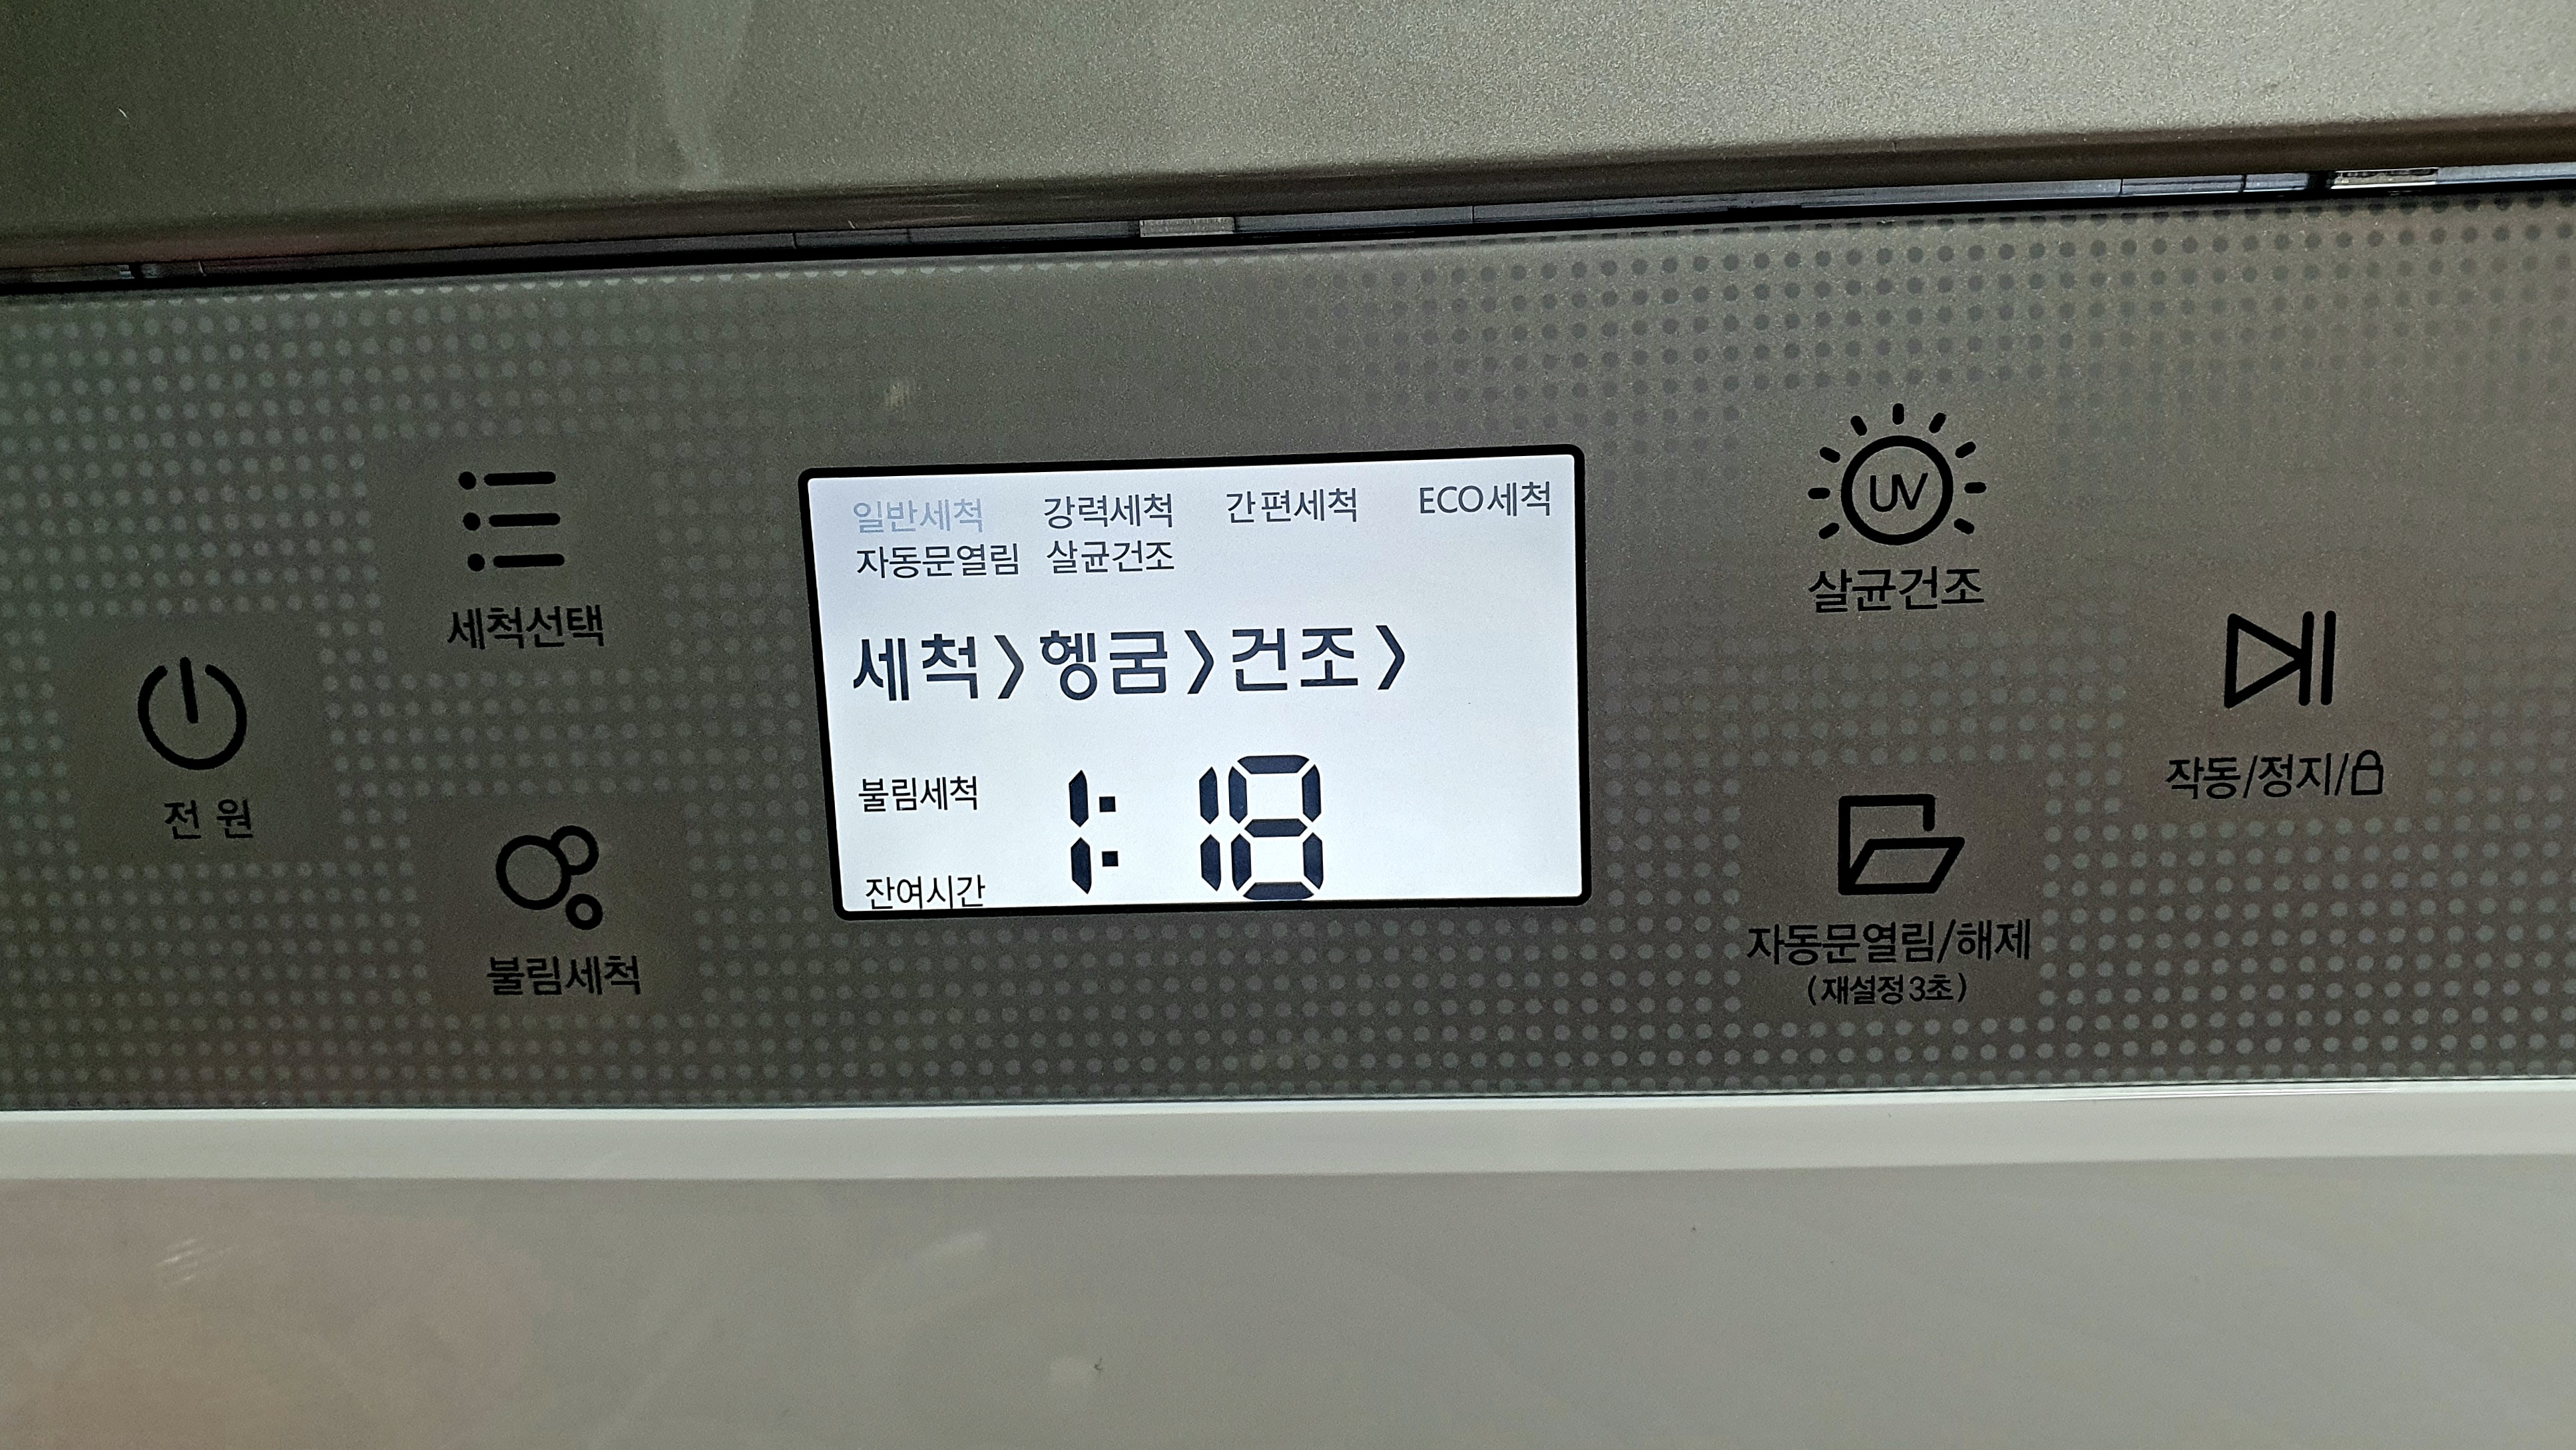 일반세척 강력세척 간편세척 ECO세척
자동문열림 살균건조
세척〉헹굼〉건조〉
불림세척
1:18
잔여시간
전 원
세척선택
불림세척
UV
살균건조
자동문열림/해제
(재설정3초)
작동/정지/